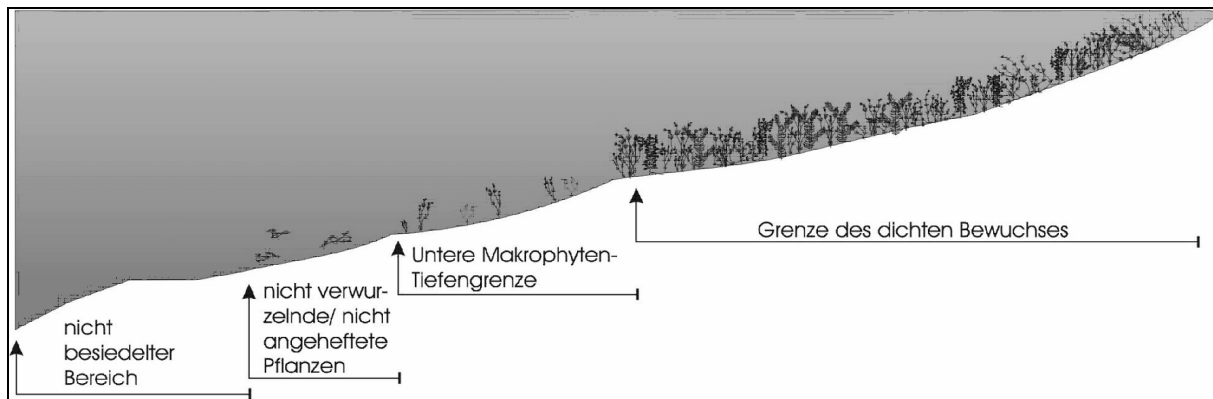 nicht
besiedelter
Bereich
nicht verwur-
zelnde/ nicht
angeheftete
Pflanzen
Untere Makrophyten-
Tiefengrenze
Grenze des dichten Bewuchses